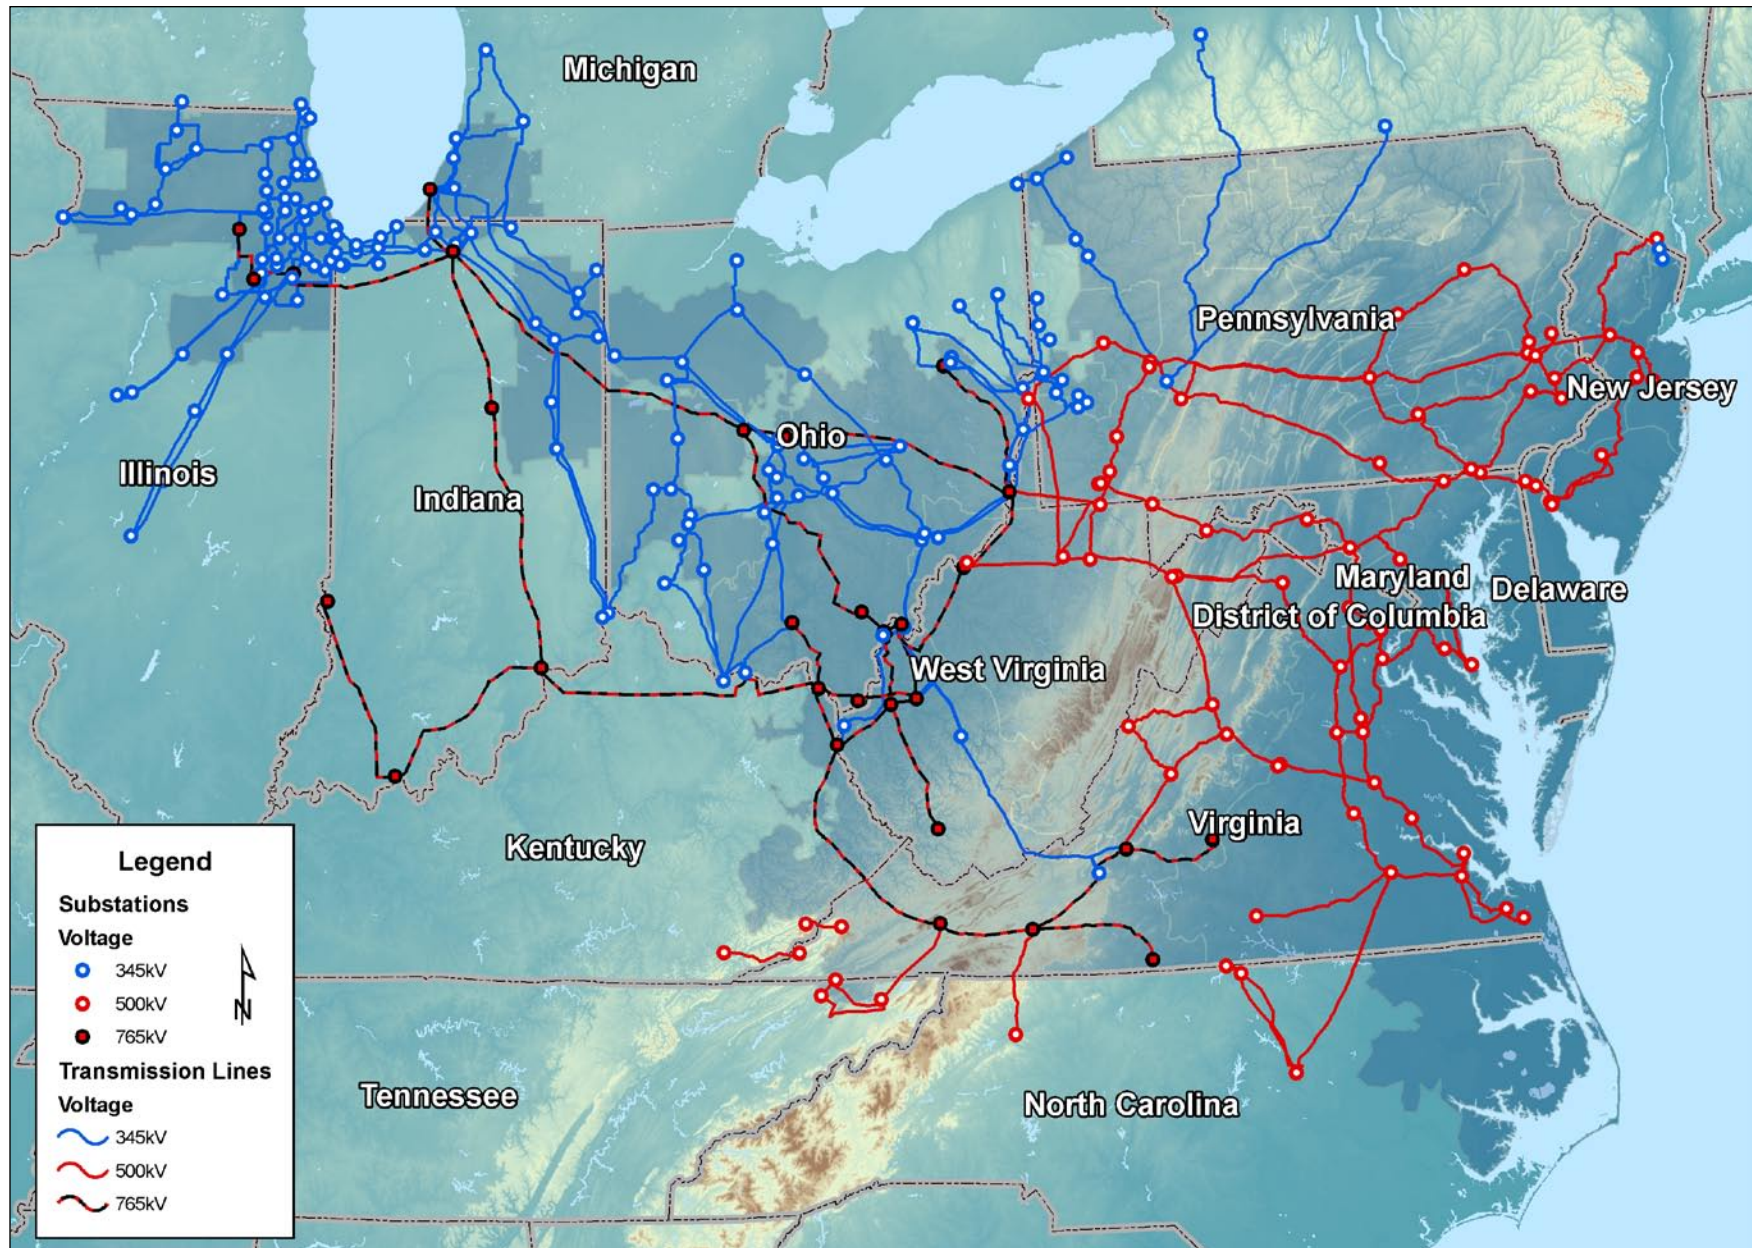 Michigan
Pennsylvania
New Jersey
Ohio
Illinois
Indiana
Maryland
Delaware
District of Columbia
West Virginia
Virginia
Kentucky
Legend
Substations
Voltage
345kV
500kV
765kV
N
Transmission Lines
Voltage
345kV
500kV
765kV
Tennessee
North Carolina